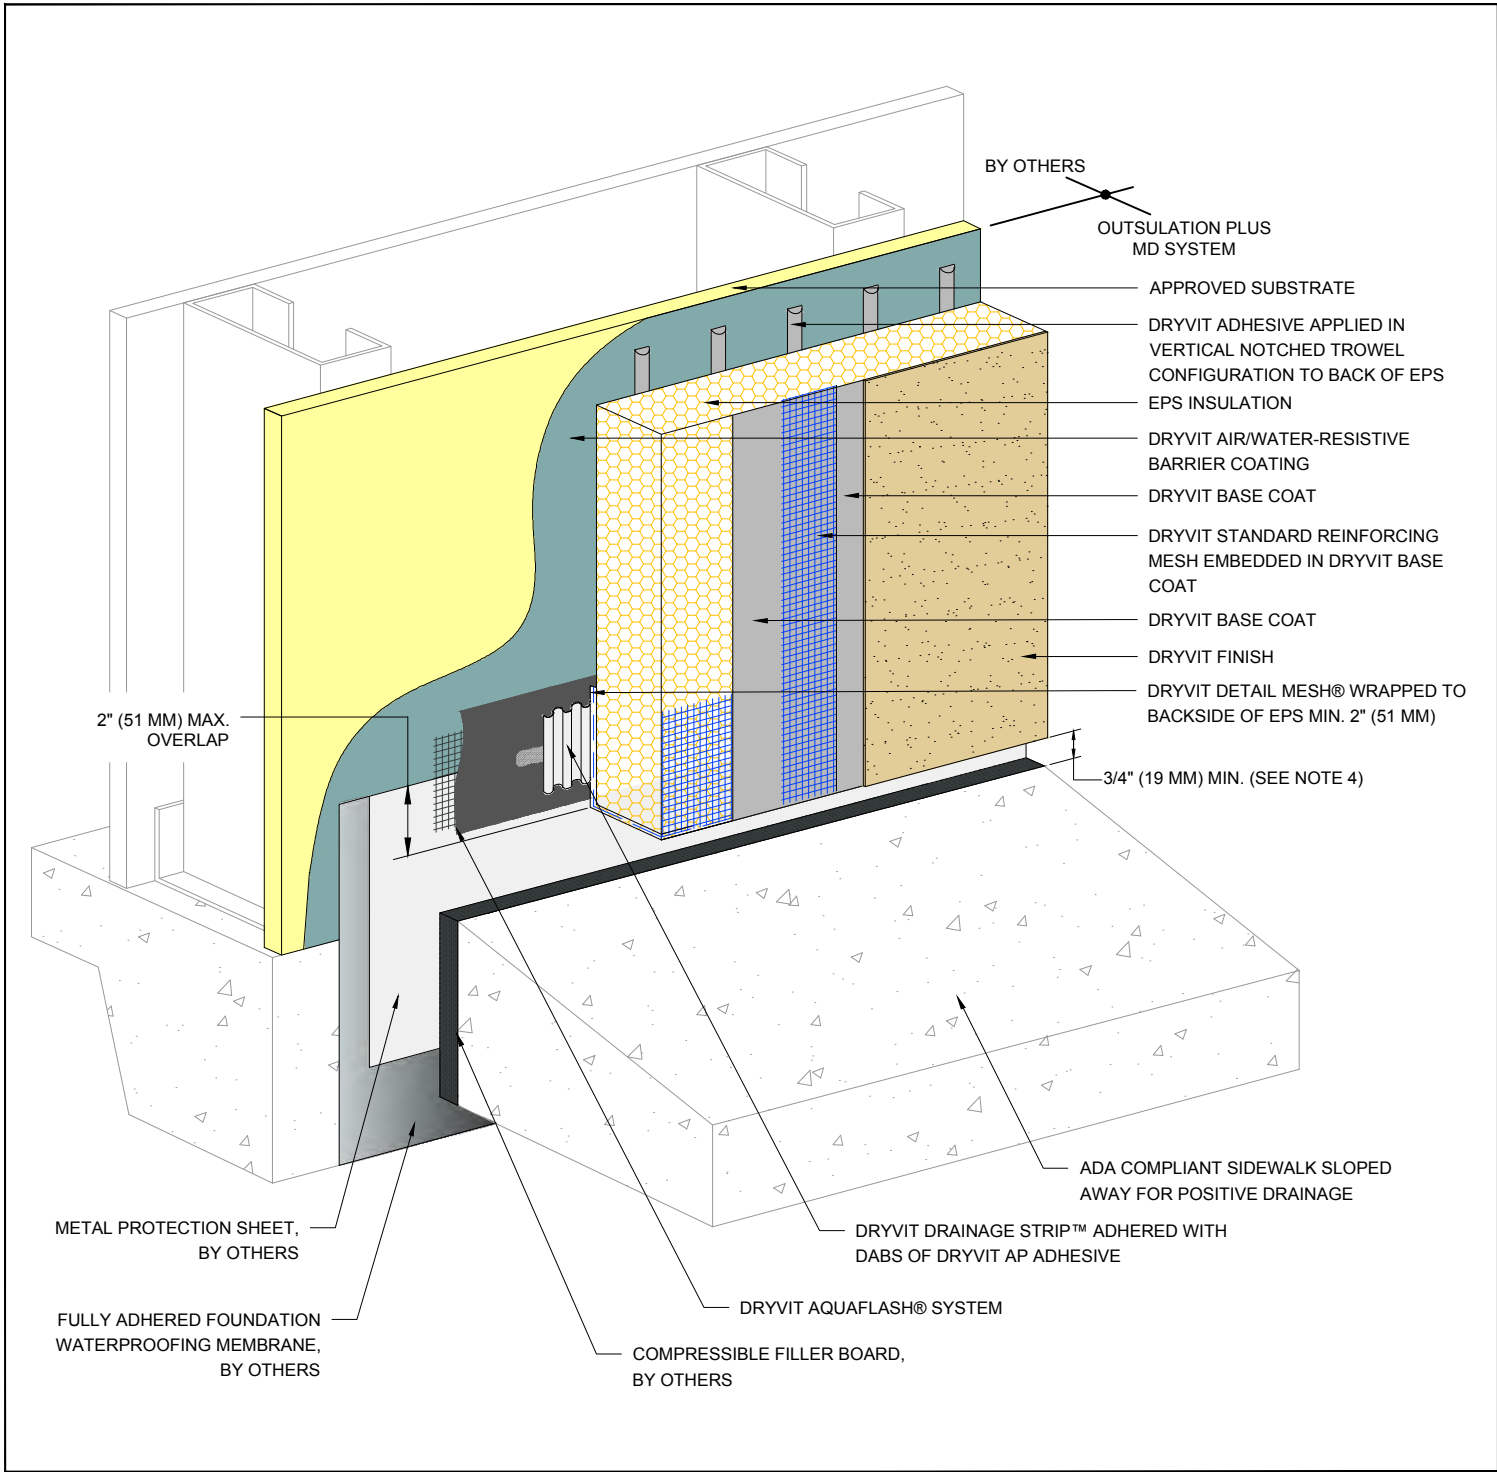 BY OTHERS
OUTSULATION PLUS
MD SYSTEM
APPROVED SUBSTRATE
DRYVIT ADHESIVE APPLIED IN
VERTICAL NOTCHED TROWEL
CONFIGURATION TO BACK OF EPS
EPS INSULATION
DRYVIT AIR/WATER-RESISTIVE
BARRIER COATING
DRYVIT BASE COAT
DRYVIT STANDARD REINFORCING
MESH EMBEDDED IN DRYVIT BASE
COAT
DRYVIT BASE COAT
DRYVIT FINISH
DRYVIT DETAIL MESH® WRAPPED TO
BACKSIDE OF EPS MIN. 2" (51 MM)
2" (51 MM) MAX.
OVERLAP
3/4" (19 MM) MIN. (SEE NOTE 4)
ADA COMPLIANT SIDEWALK SLOPED
AWAY FOR POSITIVE DRAINAGE
METAL PROTECTION SHEET,
BY OTHERS
DRYVIT DRAINAGE STRIP™ ADHERED WITH
DABS OF DRYVIT AP ADHESIVE
DRYVIT AQUAFLASH® SYSTEM
FULLY ADHERED FOUNDATION
WATERPROOFING MEMBRANE,
BY OTHERS
COMPRESSIBLE FILLER BOARD,
BY OTHERS